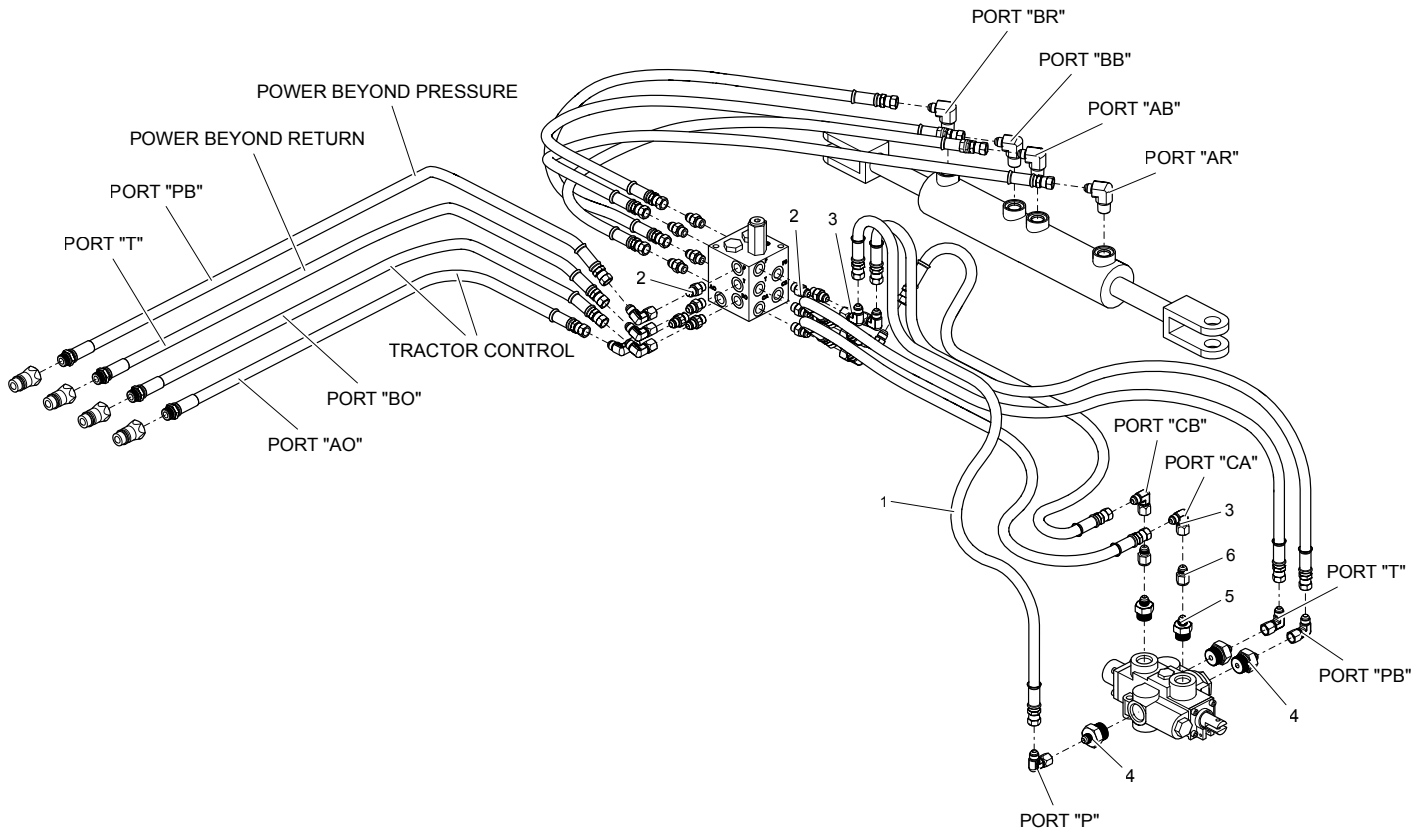 PORT "BR"
PORT "BB"
POWER BEYOND PRESSURE
PORT "AB"
POWER BEYOND RETURN
PORT "AR"
PORT "PB"
PORT "T"
2
3
2
TRACTOR CONTROL
PORT "BO"
PORT "AO"
PORT "CB"
PORT "CA"
1
3
6
PORT "T"
5
PORT "PB"
4
4
PORT "P"